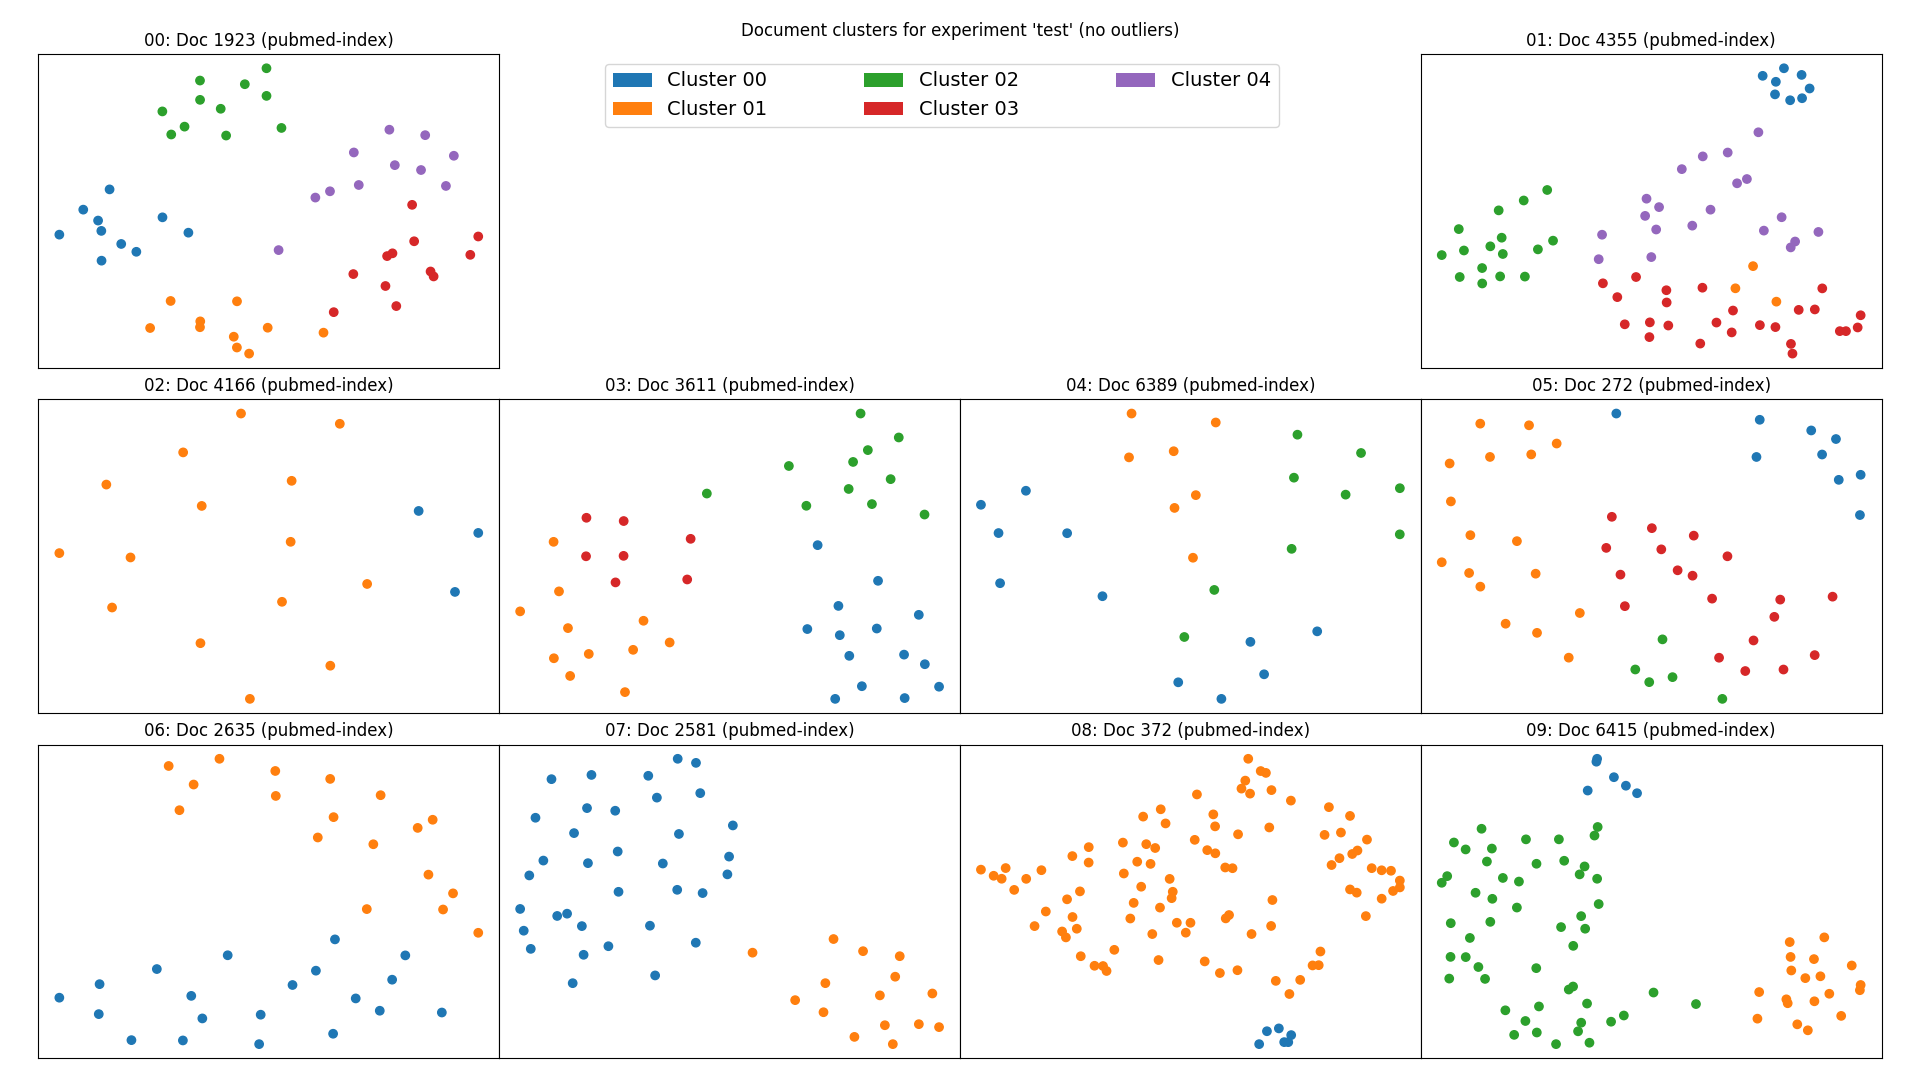 Document clusters for experiment 'test' (no outliers)
00: Doc 1923 (pubmed-index)
01: Doc 4355 (pubmed-index)
Cluster 00
Cluster 02
Cluster 04
Cluster 01
Cluster 03
02: Doc 4166 (pubmed-index)
03: Doc 3611 (pubmed-index)
04: Doc 6389 (pubmed-index)
05: Doc 272 (pubmed-index)
06: Doc 2635 (pubmed-index)
07: Doc 2581 (pubmed-index)
08: Doc 372 (pubmed-index)
09: Doc 6415 (pubmed-index)